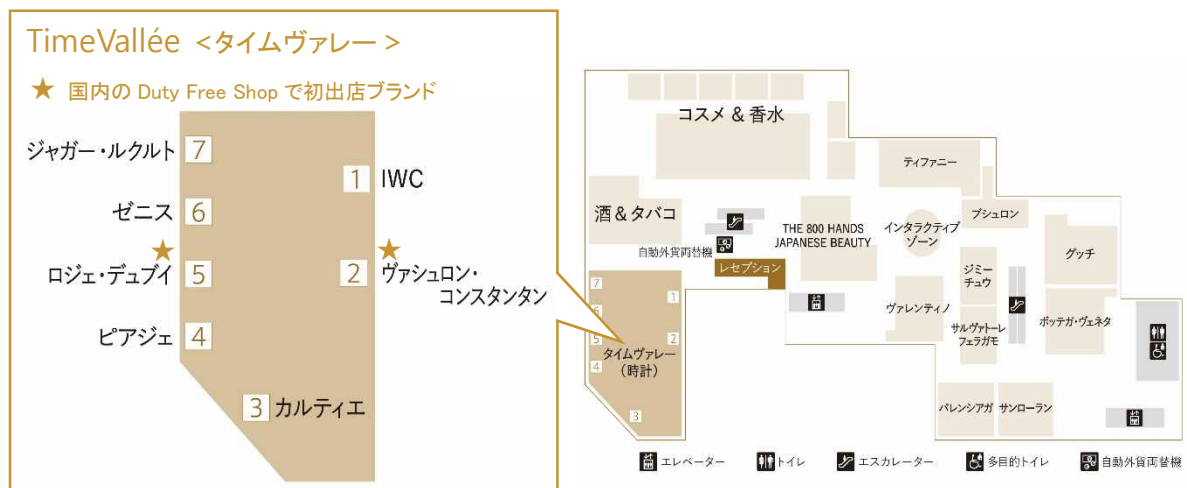 TimeVallée <タイムヴァレー>
★ 国内の Duty Free Shop で初出店ブランド
ジャガー・ルクルト 7
1 IWC
ゼニス 6
★
★
ロジェ・デュブイ 5
2 ヴァシュロン・
コンスタンタン
ピアジェ 4
3 カルティエ
コスメ & 香水
ティファニー
酒&タバコ
ブシュロン
THE 800 HANDS
JAPANESE BEAUTY
インタラクティブ
ゾーン
グッチ
自動外貨両替機
レセプション
ジミー
チュウ
7
1
6
ヴァレンティノ
ボッテガ・ヴェネタ
サルヴァトーレ
フェラガモ
5
2
タイムヴァレー
(時計)
4
3
バレンシアガ
サンローラン
エレベーター
トイレ
エスカレーター
多目的トイレ
自動外貨両替機